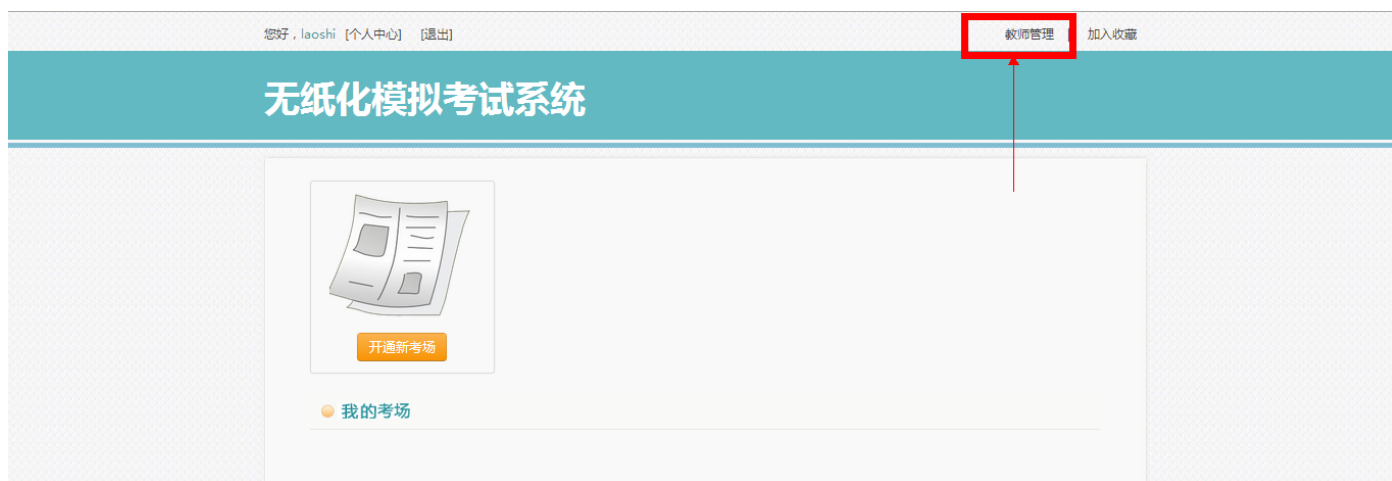 您好，laoshi [个人中心] [退出] 教师管理 | 加入收藏
无纸化模拟考试系统
开通新考场
我的考场